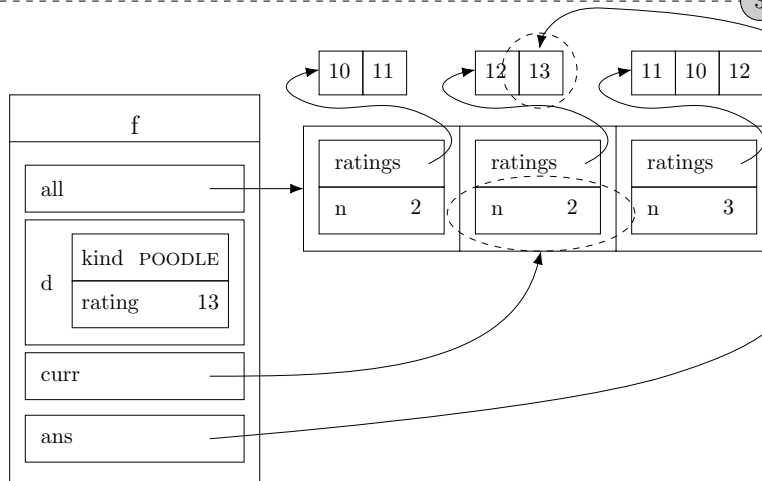 10 11
12 13
11 10 12
f
ratings
n 2
ratings
n 2
ratings
n 3
all
d
kind POODLE
rating 13
curr
ans